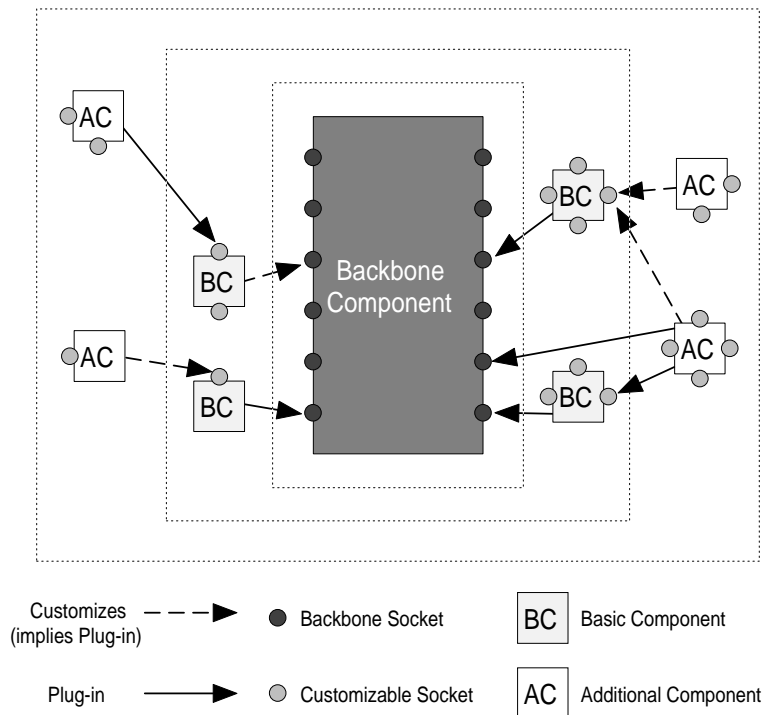 AC
BC
AC
BC
AC
BC
Backbone
Component
AC
BC
Customizes
(implies Plug-in)
Backbone Socket
BC
Basic Component
Plug-in
Customizable Socket
AC
Additional Component